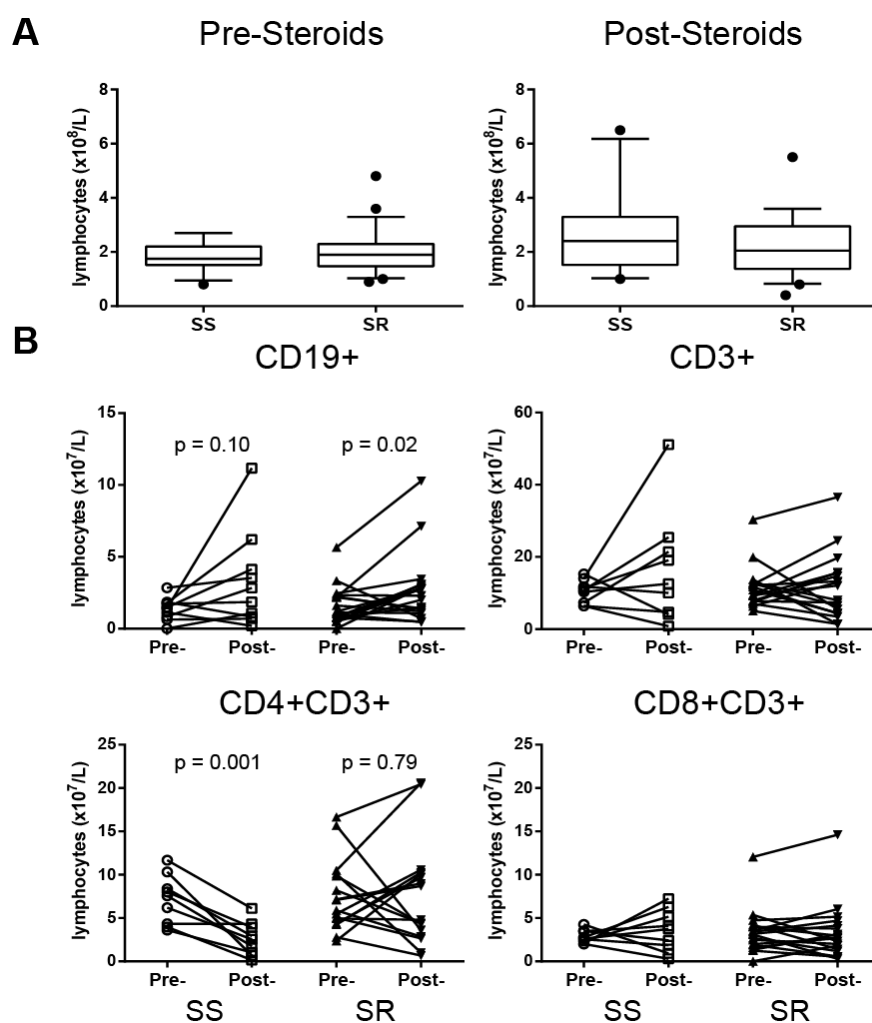 A
Pre-Steroids
Post-Steroids
lymphocytes (x10⁸/L)
8
6
4
2
0
SS
SR
lymphocytes (x10⁸/L)
8
6
4
2
0
SS
SR
B
CD19+
CD3+
lymphocytes (x10⁷/L)
15
10
5
0
p = 0.10
p = 0.02
Pre-
Post-
Pre-
Post-
lymphocytes (x10⁷/L)
60
40
20
0
Pre-
Post-
Pre-
Post-
CD4+CD3+
CD8+CD3+
lymphocytes (x10⁷/L)
25
20
15
10
5
0
p = 0.001
p = 0.79
Pre-
Post-
Pre-
Post-
SS
SR
lymphocytes (x10⁷/L)
25
20
15
10
5
0
Pre-
Post-
Pre-
Post-
SS
SR